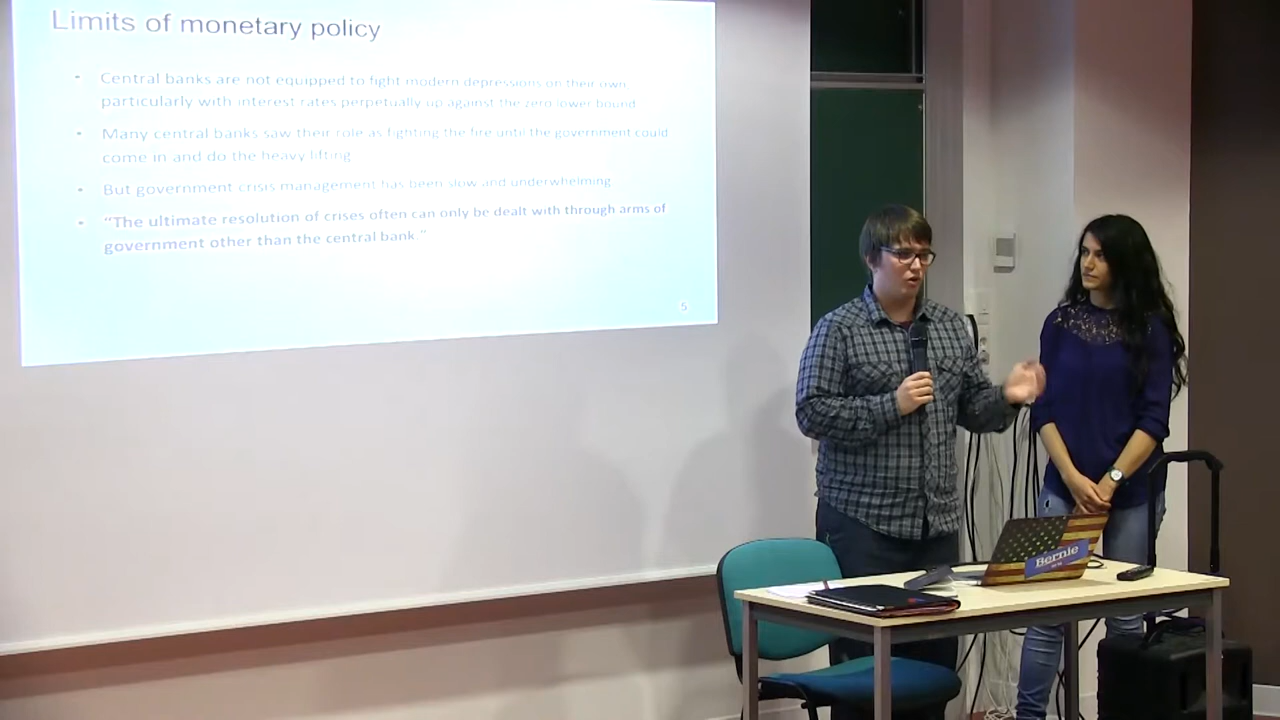 Limits of monetary policy
• Central banks are not equipped to fight modern depressions on their own
particularly with interest rates perpetually up against the zero lower bound
• Many central banks saw their role as fighting the fire until the government could
come in and do the heavy lifting
• But government crisis management has been slow and underwhelming
• “The ultimate resolution of crises often can only be dealt with through arms of
government other than the central bank.”
5
Bernie